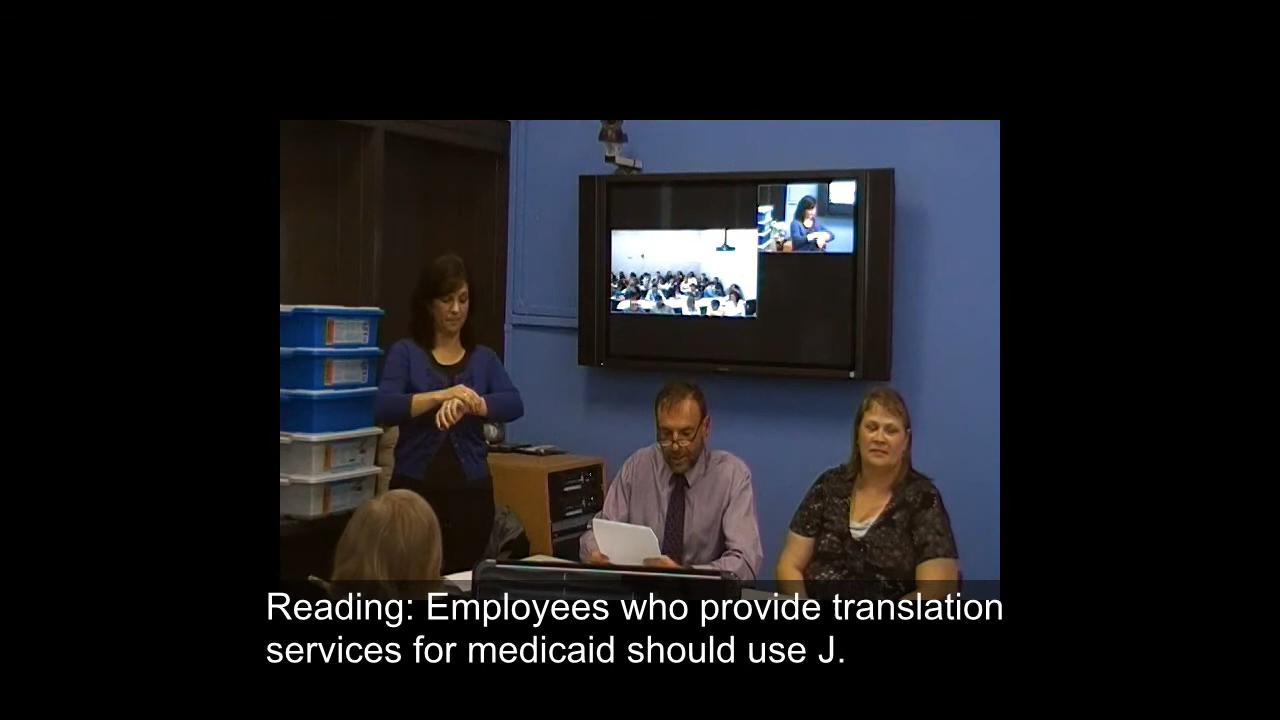 Reading: Employees who provide translation
services for medicaid should use J.